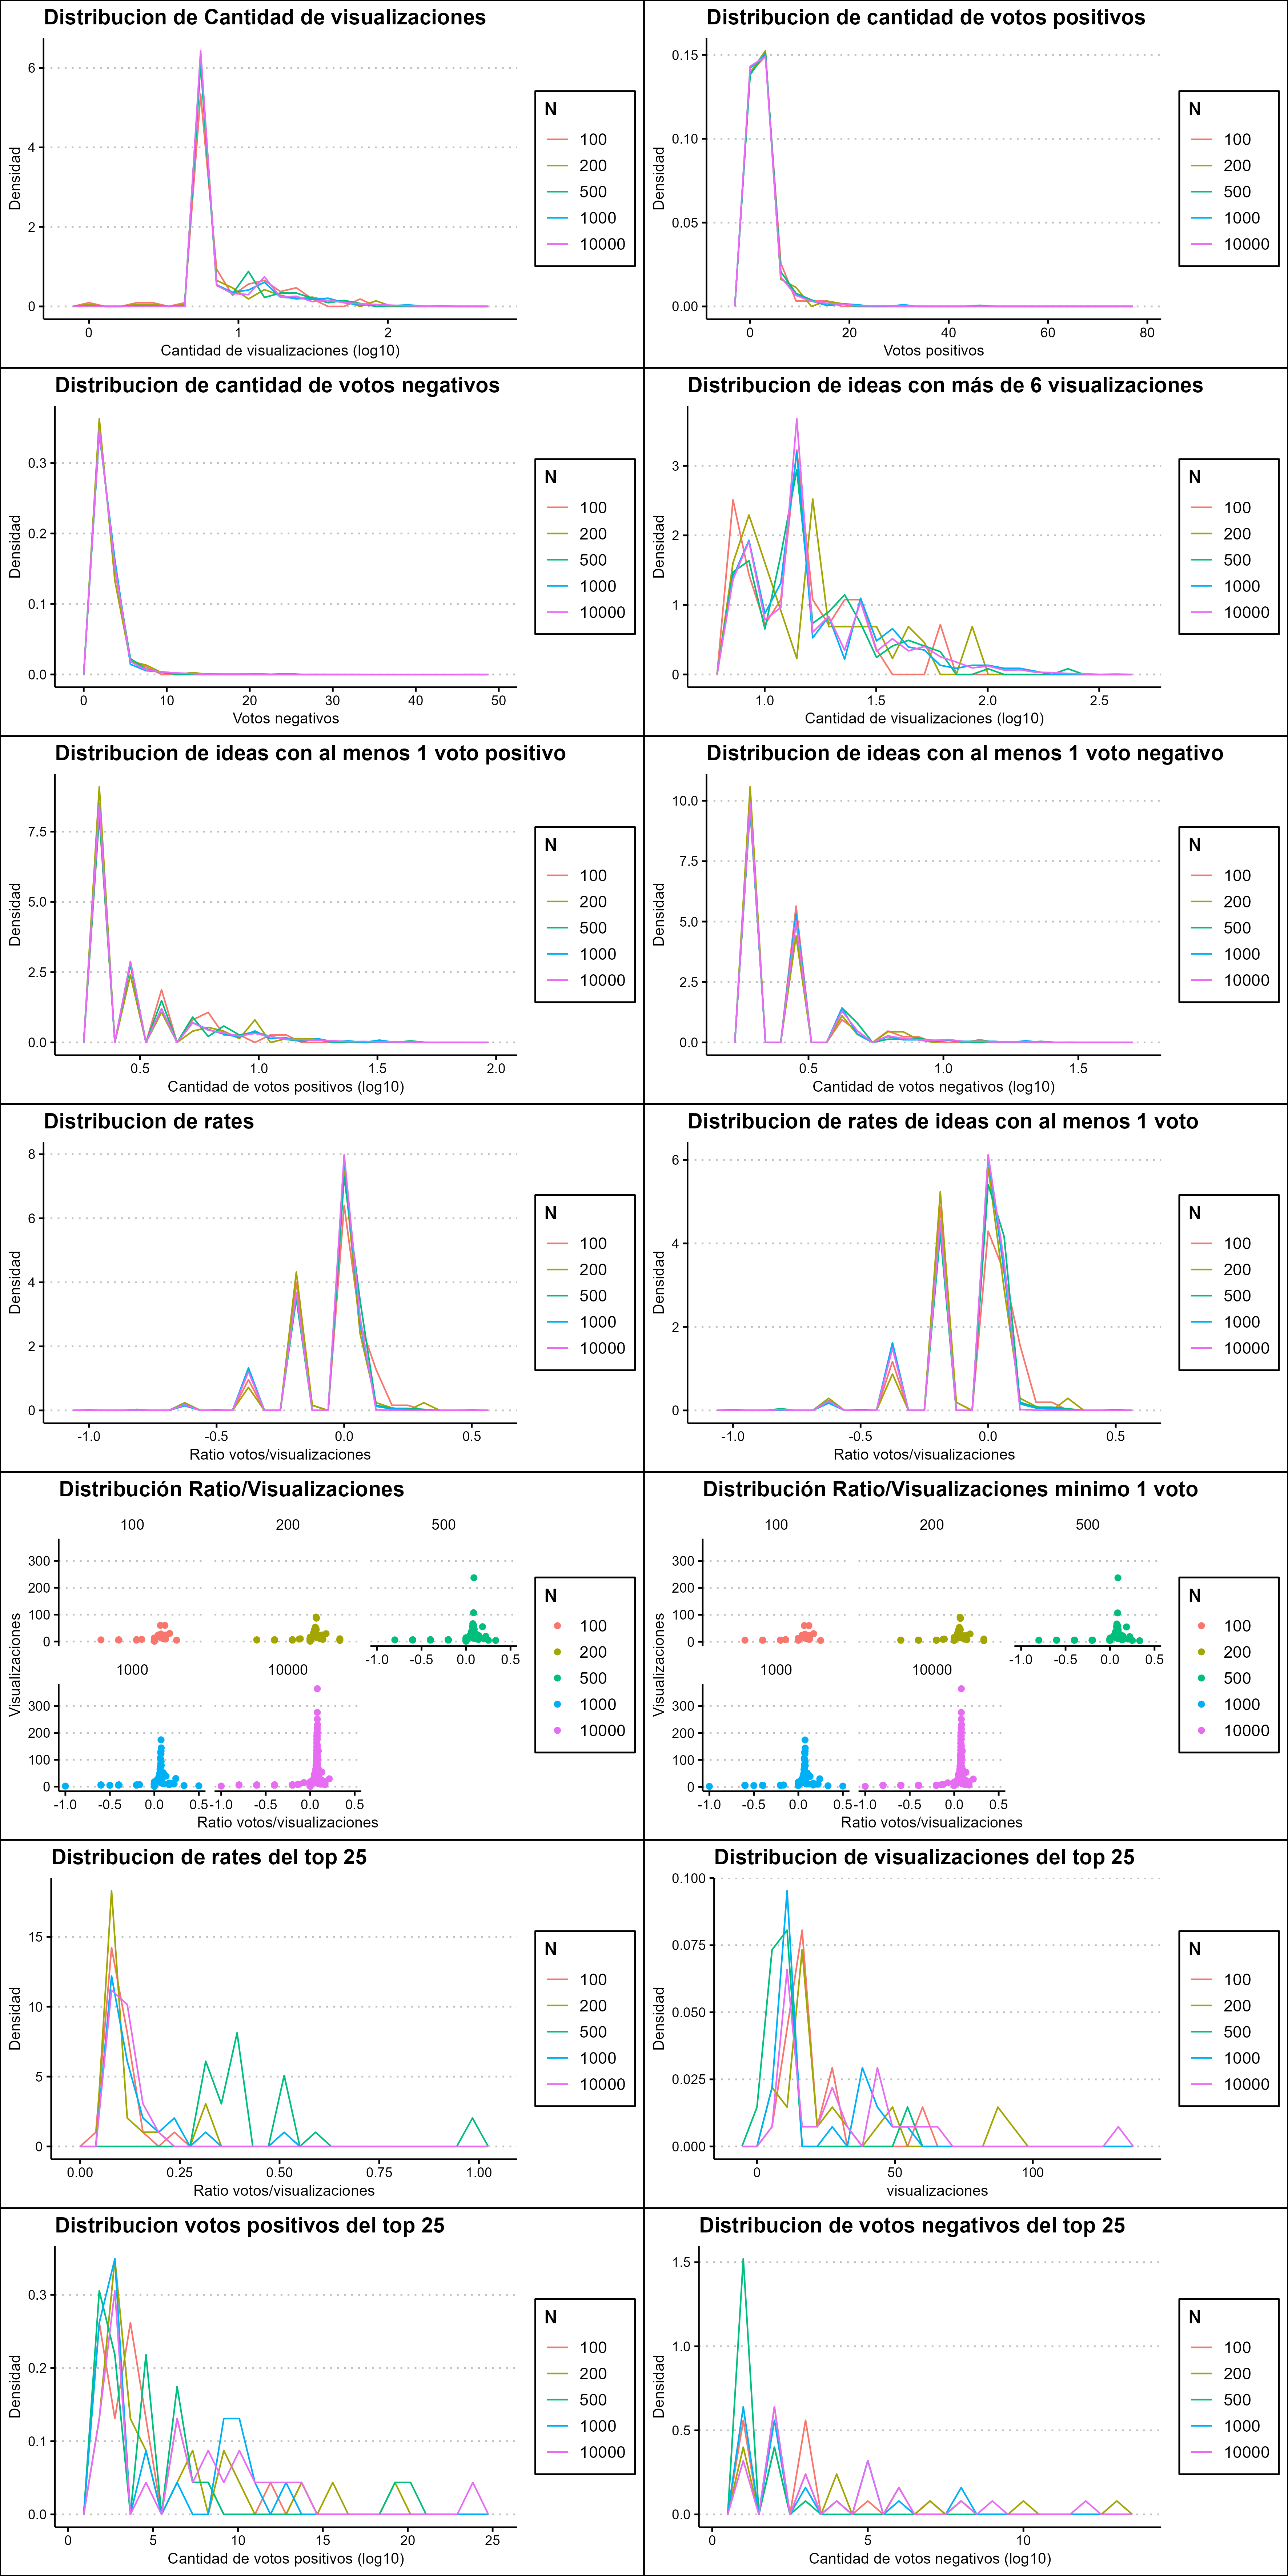 Distribucion de Cantidad de visualizaciones
Densidad
6
4
2
0
0 1 2
Cantidad de visualizaciones (log10)
N
100
200
500
1000
10000
Distribucion de cantidad de votos positivos
Densidad
0.15
0.10
0.05
0.00
0 20 40 60 80
Votos positivos
N
100
200
500
1000
10000
Distribucion de cantidad de votos negativos
Densidad
0.3
0.2
0.1
0.0
0 10 20 30 40 50
Votos negativos
N
100
200
500
1000
10000
Distribucion de ideas con más de 6 visualizaciones
Densidad
3
2
1
0
1.0 1.5 2.0 2.5
Cantidad de visualizaciones (log10)
N
100
200
500
1000
10000
Distribucion de ideas con al menos 1 voto positivo
Densidad
7.5
5.0
2.5
0.0
0.5 1.0 1.5 2.0
Cantidad de votos positivos (log10)
N
100
200
500
1000
10000
Distribucion de ideas con al menos 1 voto negativo
Densidad
10.0
7.5
5.0
2.5
0.0
0.5 1.0 1.5
Cantidad de votos negativos (log10)
N
100
200
500
1000
10000
Distribucion de rates
Densidad
8
6
4
2
0
-1.0 -0.5 0.0 0.5
Ratio votos/visualizaciones
N
100
200
500
1000
10000
Distribucion de rates de ideas con al menos 1 voto
Densidad
6
4
2
0
-1.0 -0.5 0.0 0.5
Ratio votos/visualizaciones
N
100
200
500
1000
10000
Distribución Ratio/Visualizaciones
100 200 500
Visualizaciones
300
200
100
0
-1.0 -0.5 0.0 0.5
1000 10000
300
200
100
0
-1.0 -0.5 0.0 0.5 -1.0 -0.5 0.0 0.5
Ratio votos/visualizaciones
N
100
200
500
1000
10000
Distribución Ratio/Visualizaciones minimo 1 voto
100 200 500
Visualizaciones
300
200
100
0
-1.0 -0.5 0.0 0.5
1000 10000
300
200
100
0
-1.0 -0.5 0.0 0.5 -1.0 -0.5 0.0 0.5
Ratio votos/visualizaciones
N
100
200
500
1000
10000
Distribucion de rates del top 25
Densidad
15
10
5
0
0.00 0.25 0.50 0.75 1.00
Ratio votos/visualizaciones
N
100
200
500
1000
10000
Distribucion de visualizaciones del top 25
Densidad
0.100
0.075
0.050
0.025
0.000
0 50 100
visualizaciones
N
100
200
500
1000
10000
Distribucion votos positivos del top 25
Densidad
0.3
0.2
0.1
0.0
0 5 10 15 20 25
Cantidad de votos positivos (log10)
N
100
200
500
1000
10000
Distribucion de votos negativos del top 25
Densidad
1.5
1.0
0.5
0.0
0 5 10
Cantidad de votos negativos (log10)
N
100
200
500
1000
10000